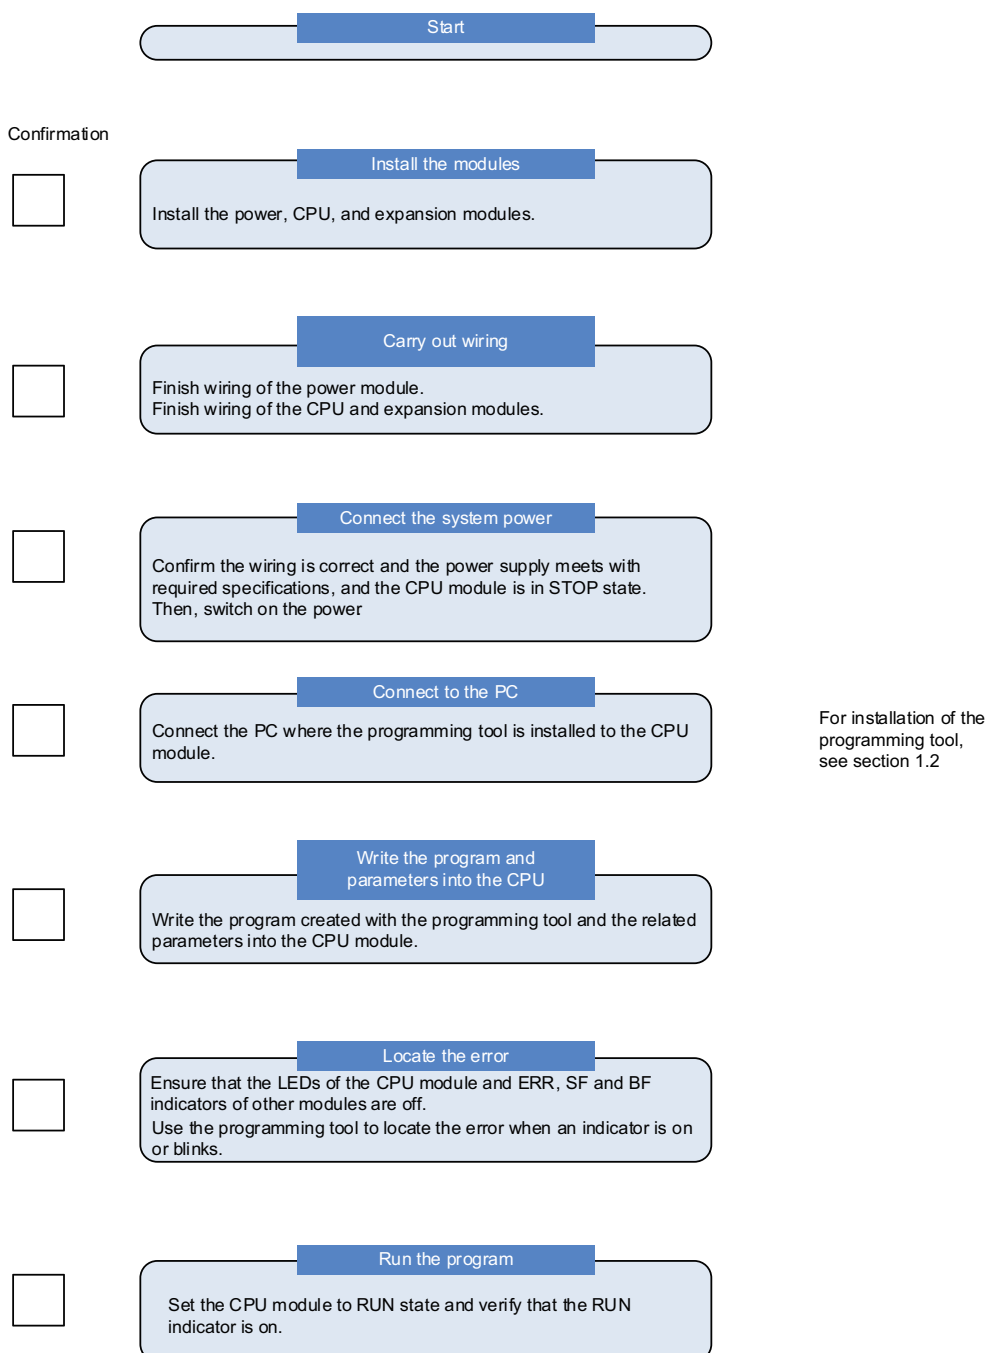 Start
Confirmation
Install the modules
Install the power, CPU, and expansion modules.
Carry out wiring
Finish wiring of the power module.
Finish wiring of the CPU and expansion modules.
Connect the system power
Confirm the wiring is correct and the power supply meets with
required specifications, and the CPU module is in STOP state.
Then, switch on the power
Connect to the PC
Connect the PC where the programming tool is installed to the CPU
module.
For installation of the
programming tool,
see section 1.2
Write the program and
parameters into the CPU
Write the program created with the programming tool and the related
parameters into the CPU module.
Locate the error
Ensure that the LEDs of the CPU module and ERR, SF and BF
indicators of other modules are off.
Use the programming tool to locate the error when an indicator is on
or blinks.
Run the program
Set the CPU module to RUN state and verify that the RUN
indicator is on.